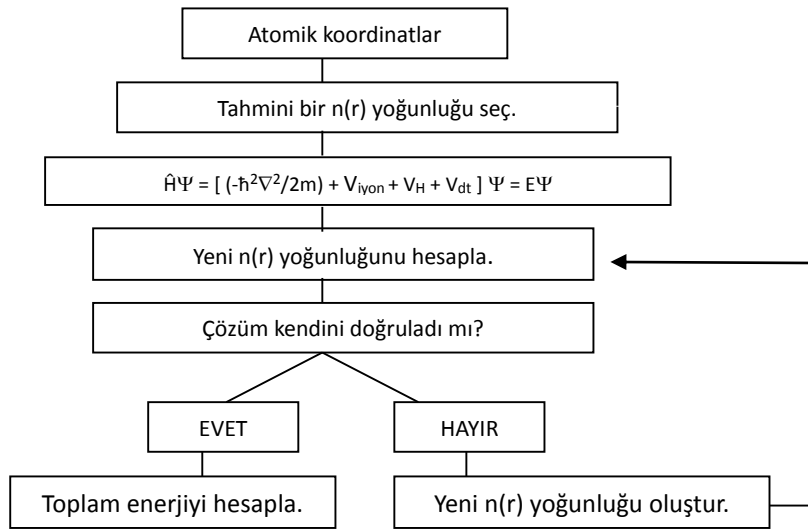 Atomik koordinatlar
Tahmini bir n(r) yoğunluğu seç.
ĤΨ = [ (-ħ²∇²/2m) + Viyon + VH + Vdt ] Ψ = EΨ
Yeni n(r) yoğunluğunu hesapla.
Çözüm kendini doğruladı mı?
EVET
HAYIR
Toplam enerjiyi hesapla.
Yeni n(r) yoğunluğu oluştur.